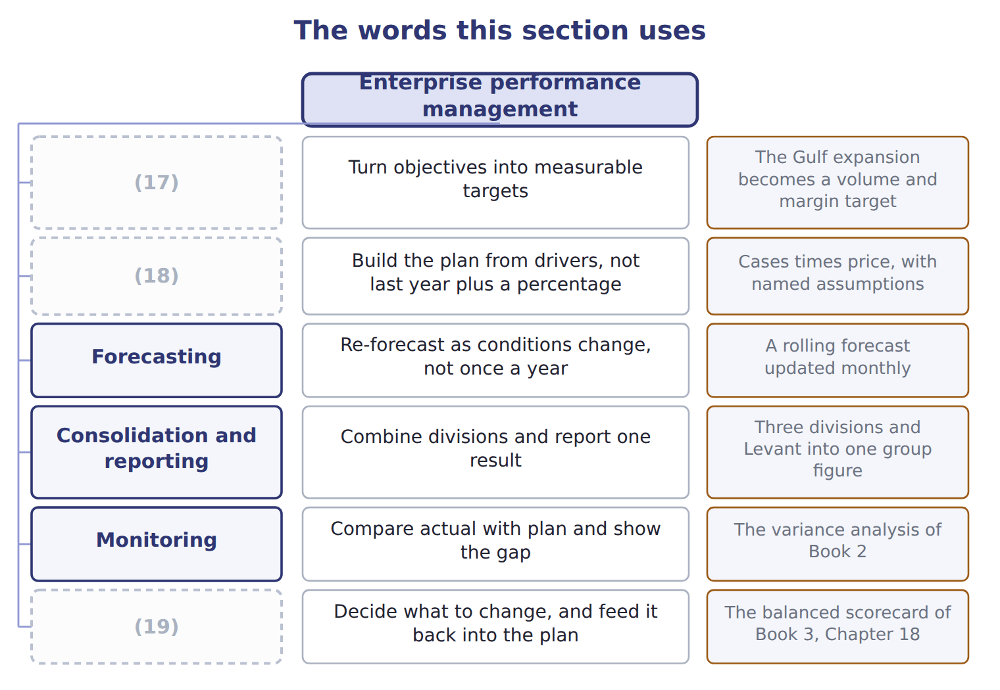 The words this section uses
Enterprise performance
management
(17)
Turn objectives into measurable
targets
The Gulf expansion
becomes a volume and
margin target
(18)
Build the plan from drivers, not
last year plus a percentage
Cases times price, with
named assumptions
Forecasting
Re-forecast as conditions change,
not once a year
A rolling forecast
updated monthly
Consolidation and
reporting
Combine divisions and report one
result
Three divisions and
Levant into one group
figure
Monitoring
Compare actual with plan and show
the gap
The variance analysis of
Book 2
(19)
Decide what to change, and feed it
back into the plan
The balanced scorecard of
Book 3, Chapter 18